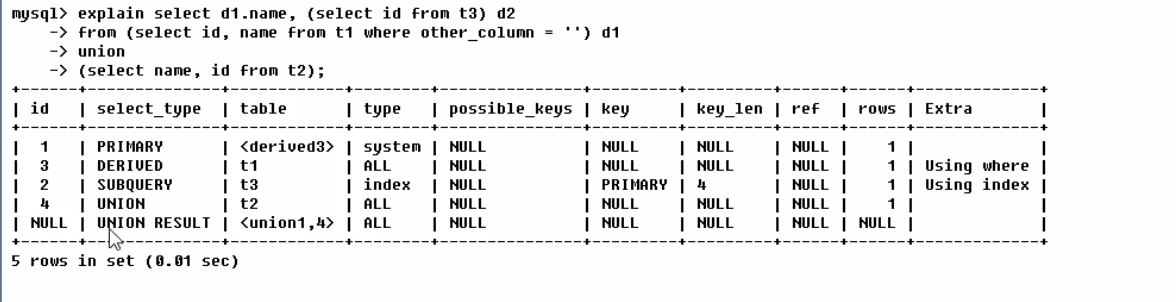 mysql> explain select d1.name, (select id from t3) d2
    -> from (select id, name from t1 where other_column = '') d1
    -> union
    -> (select name, id from t2);
+------+--------------+------------+--------+---------------+---------+---------+------+------+-------------+
| id | select_type | table | type | possible_keys | key | key_len | ref | rows | Extra |
+------+--------------+------------+--------+---------------+---------+---------+------+------+-------------+
| 1 | PRIMARY | <derived3> | system | NULL | NULL | NULL | NULL | 1 | |
| 3 | DERIVED | t1 | ALL | NULL | NULL | NULL | NULL | 1 | Using where |
| 2 | SUBQUERY | t3 | index | NULL | PRIMARY | 4 | NULL | 1 | Using index |
| 4 | UNION | t2 | ALL | NULL | NULL | NULL | NULL | 1 | |
| NULL | UNION RESULT | <union1,4> | ALL | NULL | NULL | NULL | NULL | NULL | |
+------+--------------+------------+--------+---------------+---------+---------+------+------+-------------+
5 rows in set (0.01 sec)